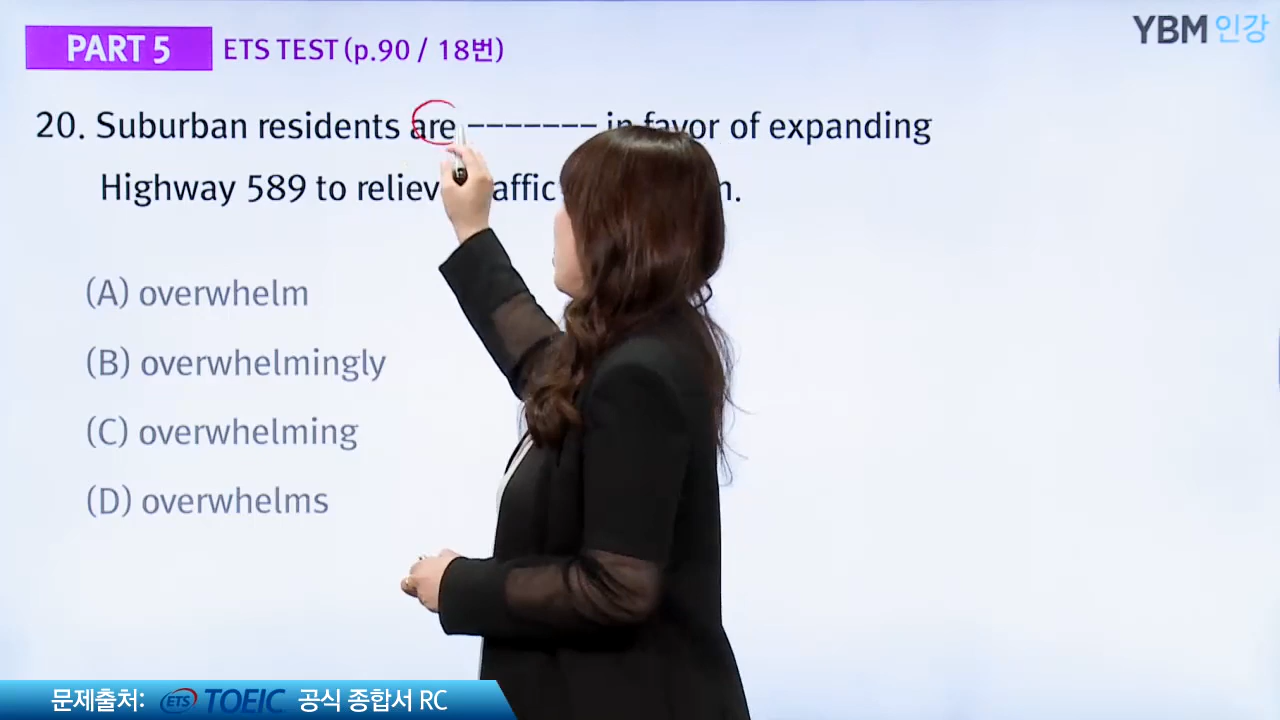 PART 5
ETS TEST (p.90 / 18번)
YBM 인강
20. Suburban residents are ------- in favor of expanding
Highway 589 to relieve traffic
(A) overwhelm
(B) overwhelmingly
(C) overwhelming
(D) overwhelms
문제출처: ETS TOEIC 공식 종합서 RC